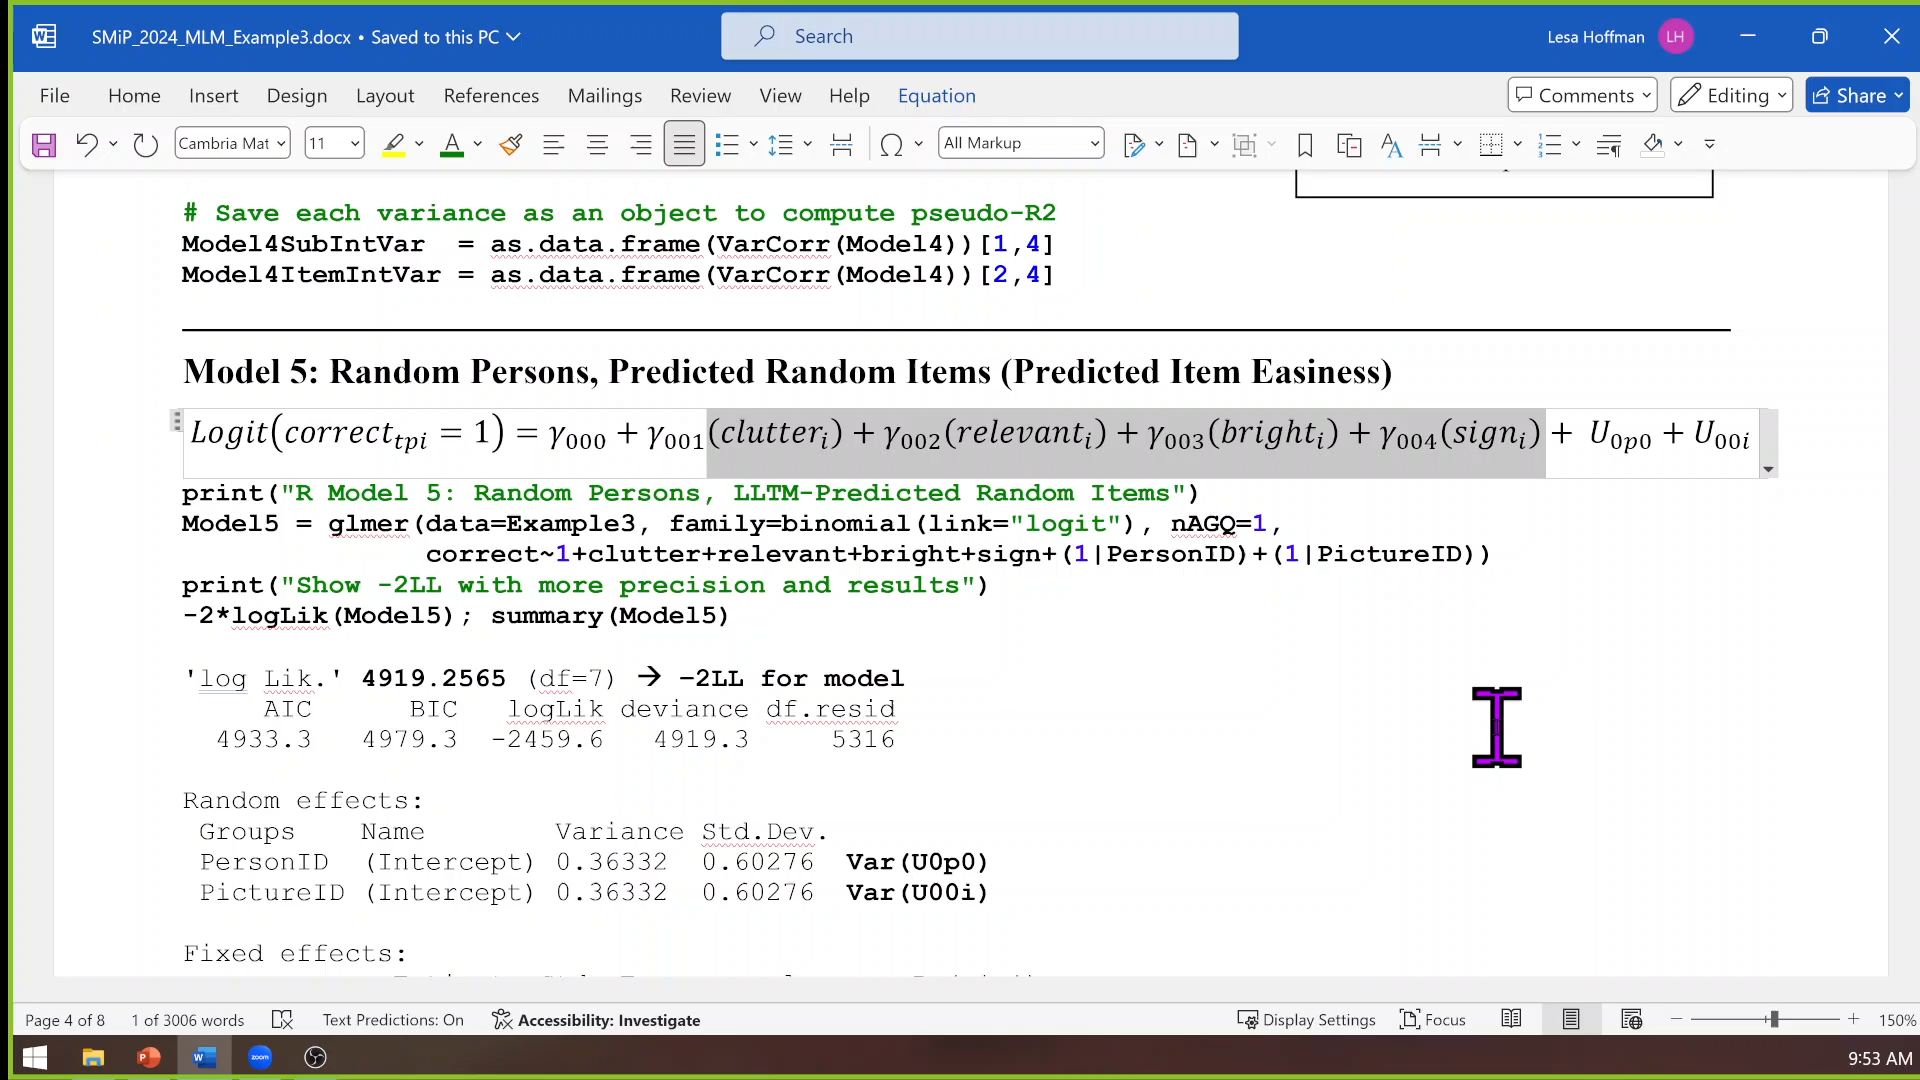 SMiP_2024_MLM_Example3.docx • Saved to this PC
Search
Lesa Hoffman LH
File Home Insert Design Layout References Mailings Review View Help Equation
Comments Editing Share
Cambria Mat 11 All Markup
# Save each variance as an object to compute pseudo-R2
Model4SubIntVar = as.data.frame(VarCorr(Model4))[1,4]
Model4ItemIntVar = as.data.frame(VarCorr(Model4))[2,4]
Model 5: Random Persons, Predicted Random Items (Predicted Item Easiness)
Logit(correct_tpi = 1) = γ_000 + γ_001(clutter_i) + γ_002(relevant_i) + γ_003(bright_i) + γ_004(sign_i) + U_0p0 + U_00i
print("R Model 5: Random Persons, LLTM-Predicted Random Items")
Model5 = glmer(data=Example3, family=binomial(link="logit"), nAGQ=1,
correct~1+clutter+relevant+bright+sign+(1|PersonID)+(1|PictureID))
print("Show -2LL with more precision and results")
-2*logLik(Model5); summary(Model5)
'log Lik.' 4919.2565 (df=7) → -2LL for model
AIC BIC logLik deviance df.resid
4933.3 4979.3 -2459.6 4919.3 5316
Random effects:
Groups Name Variance Std.Dev.
PersonID (Intercept) 0.36332 0.60276 Var(U0p0)
PictureID (Intercept) 0.36332 0.60276 Var(U00i)
Fixed effects:
Page 4 of 8 1 of 3006 words Text Predictions: On Accessibility: Investigate Display Settings Focus 150%
zoom
9:53 AM